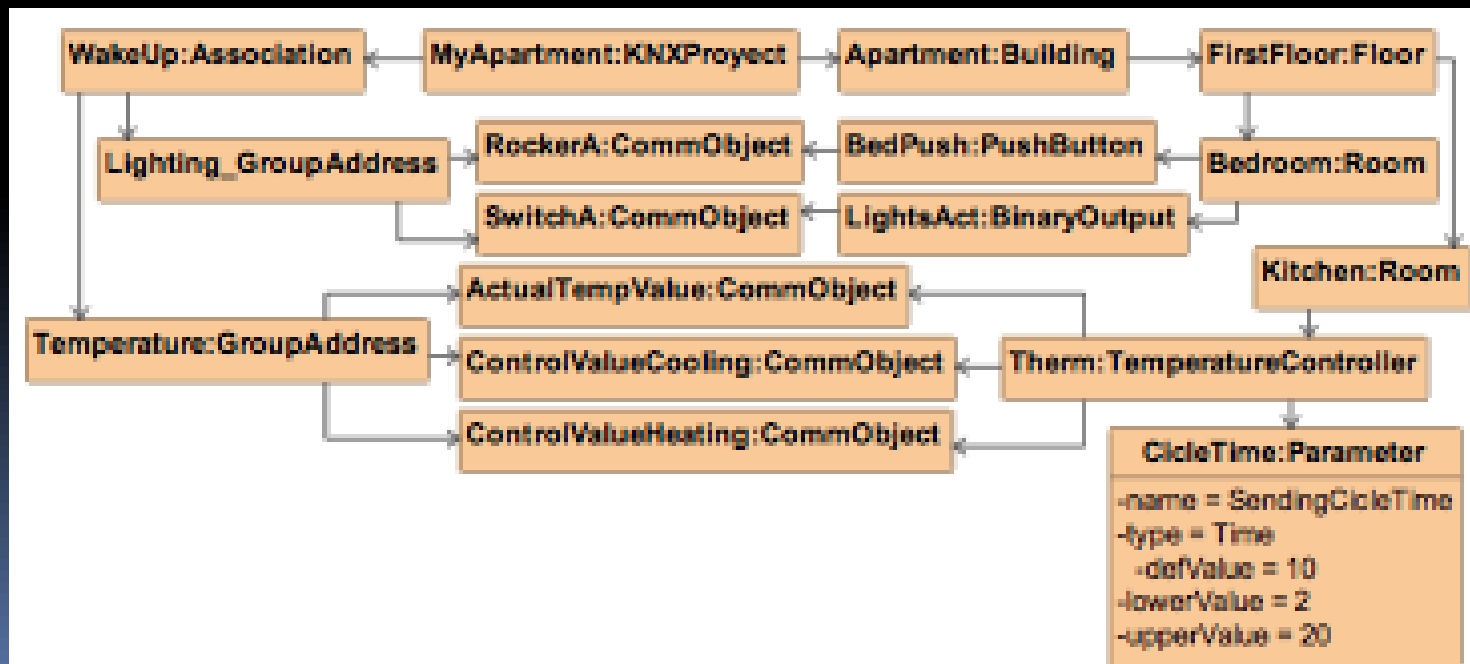 WakeUp:Association
MyApartment:KNXProyect
Apartment:Building
FirstFloor:Floor
Lighting_GroupAddress
RockerA:CommObject
BedPush:PushButton
Bedroom:Room
SwitchA:CommObject
LightsAct:BinaryOutput
Kitchen:Room
ActualTempValue:CommObject
Temperature:GroupAddress
ControlValueCooling:CommObject
Therm:TemperatureController
ControlValueHeating:CommObject
CicleTime:Parameter
-name = SendingCicleTime
-type = Time
-defValue = 10
-lowerValue = 2
-upperValue = 20